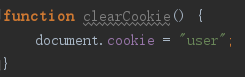 function clearCookie() {
    document.cookie = "user";
}